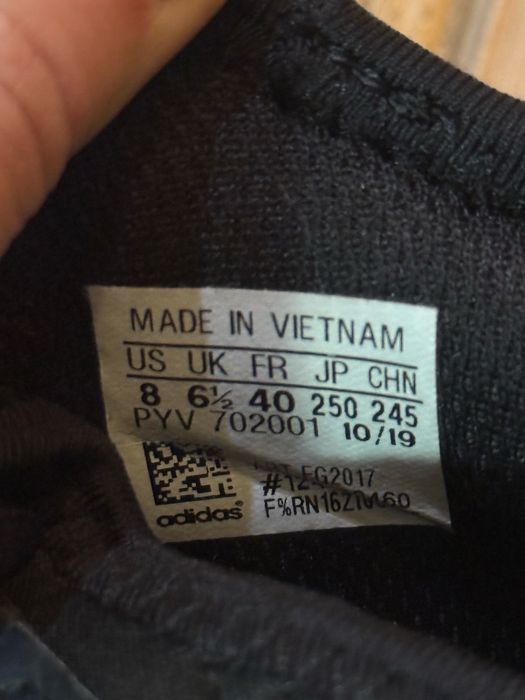 MADE IN VIETNAM
US UK FR JP CHN
8 6½ 40 250 245
PYV 702001 10/19
EG2017
adidas